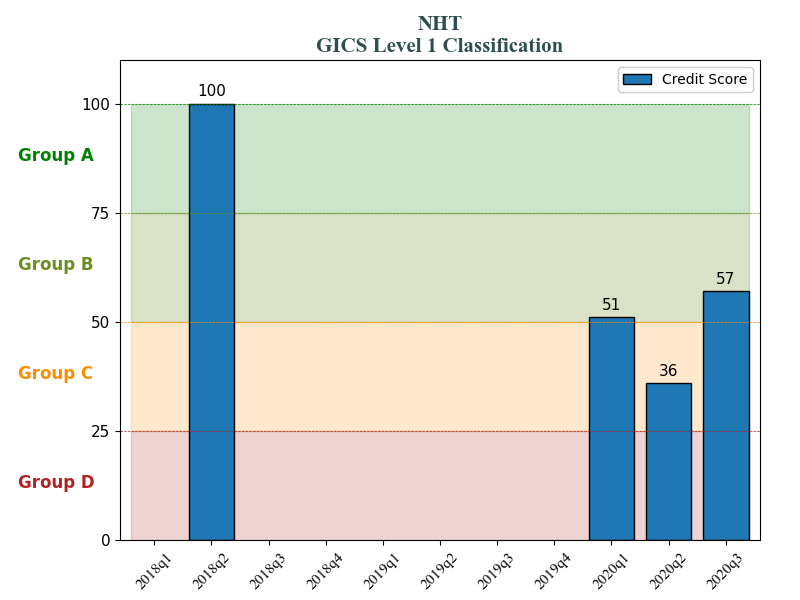 NHT
GICS Level 1 Classification
Credit Score
100
100
Group A
75
Group B
57
51
50
36
Group C
25
Group D
0
2018q1 2018q2 2018q3 2018q4 2019q1 2019q2 2019q3 2019q4 2020q1 2020q2 2020q3